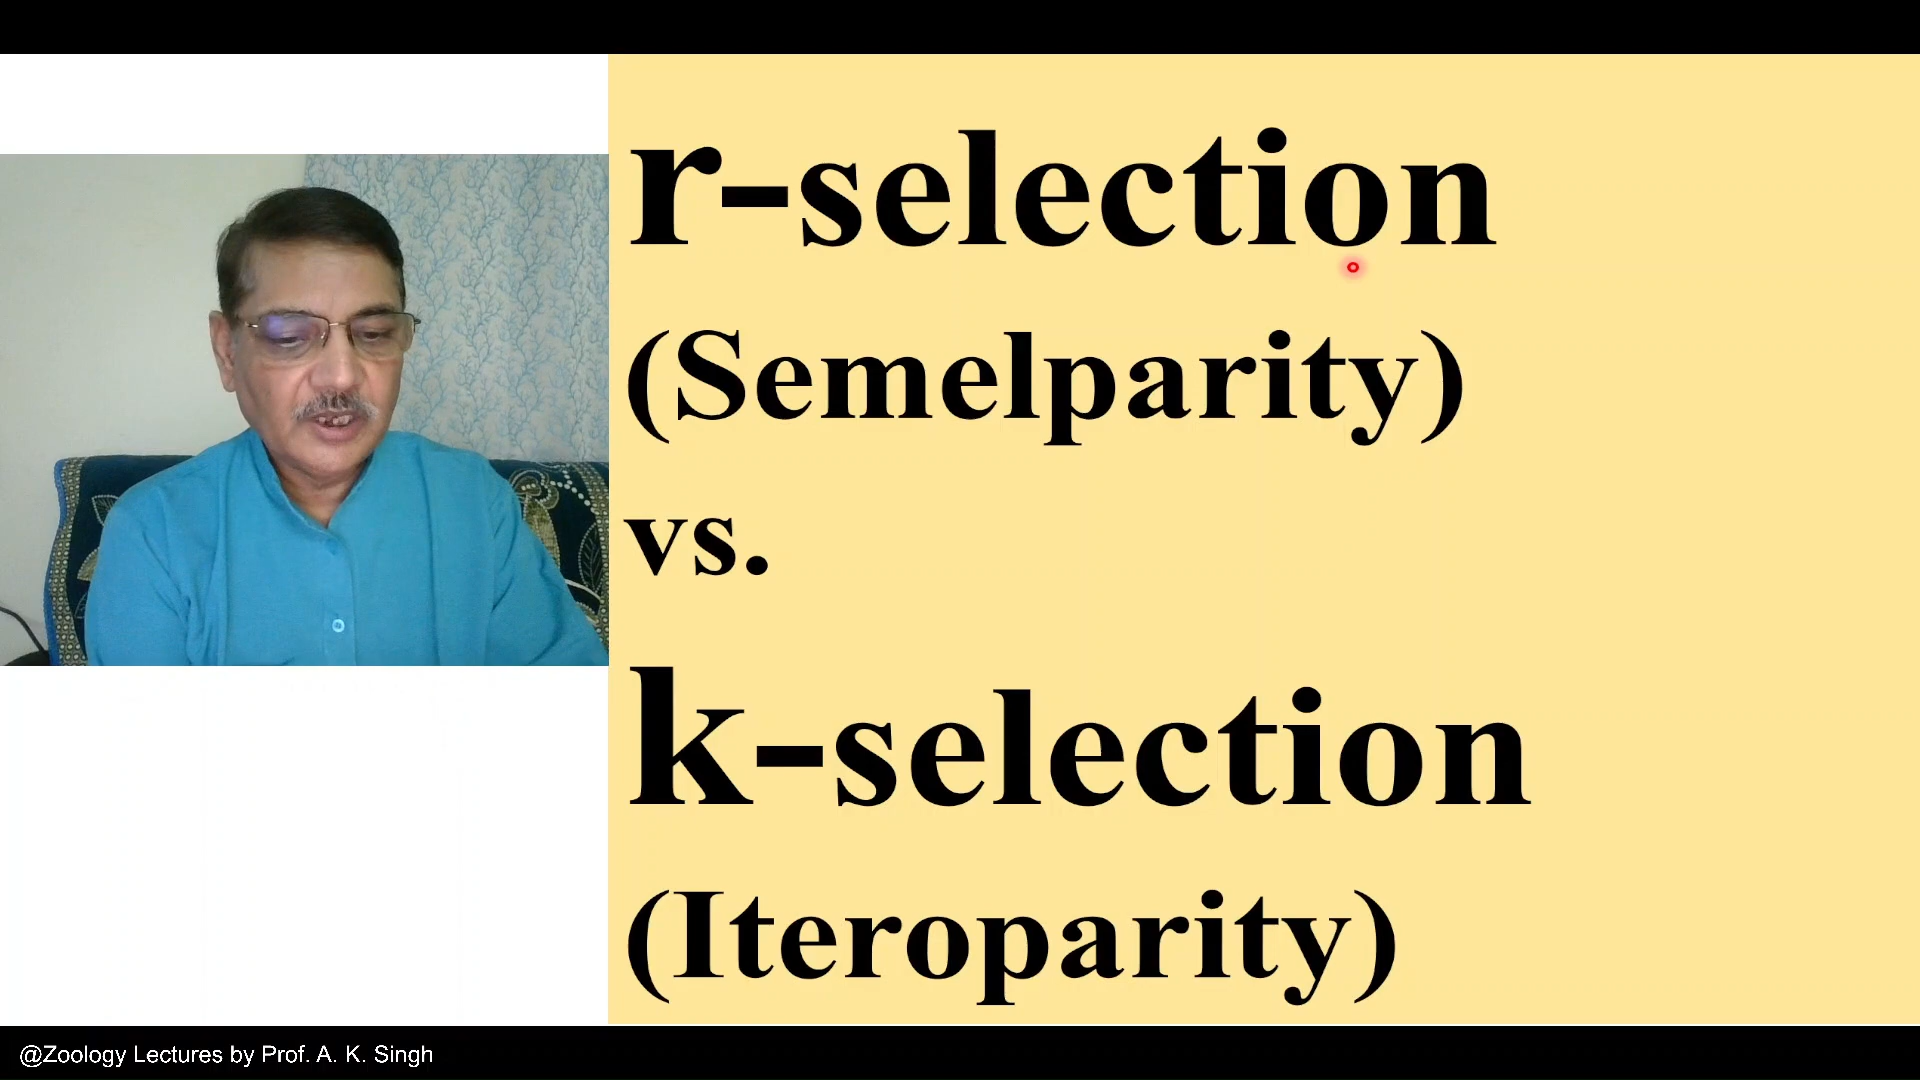 r-selection
(Semelparity)
vs.
k-selection
(Iteroparity)
@Zoology Lectures by Prof. A. K. Singh